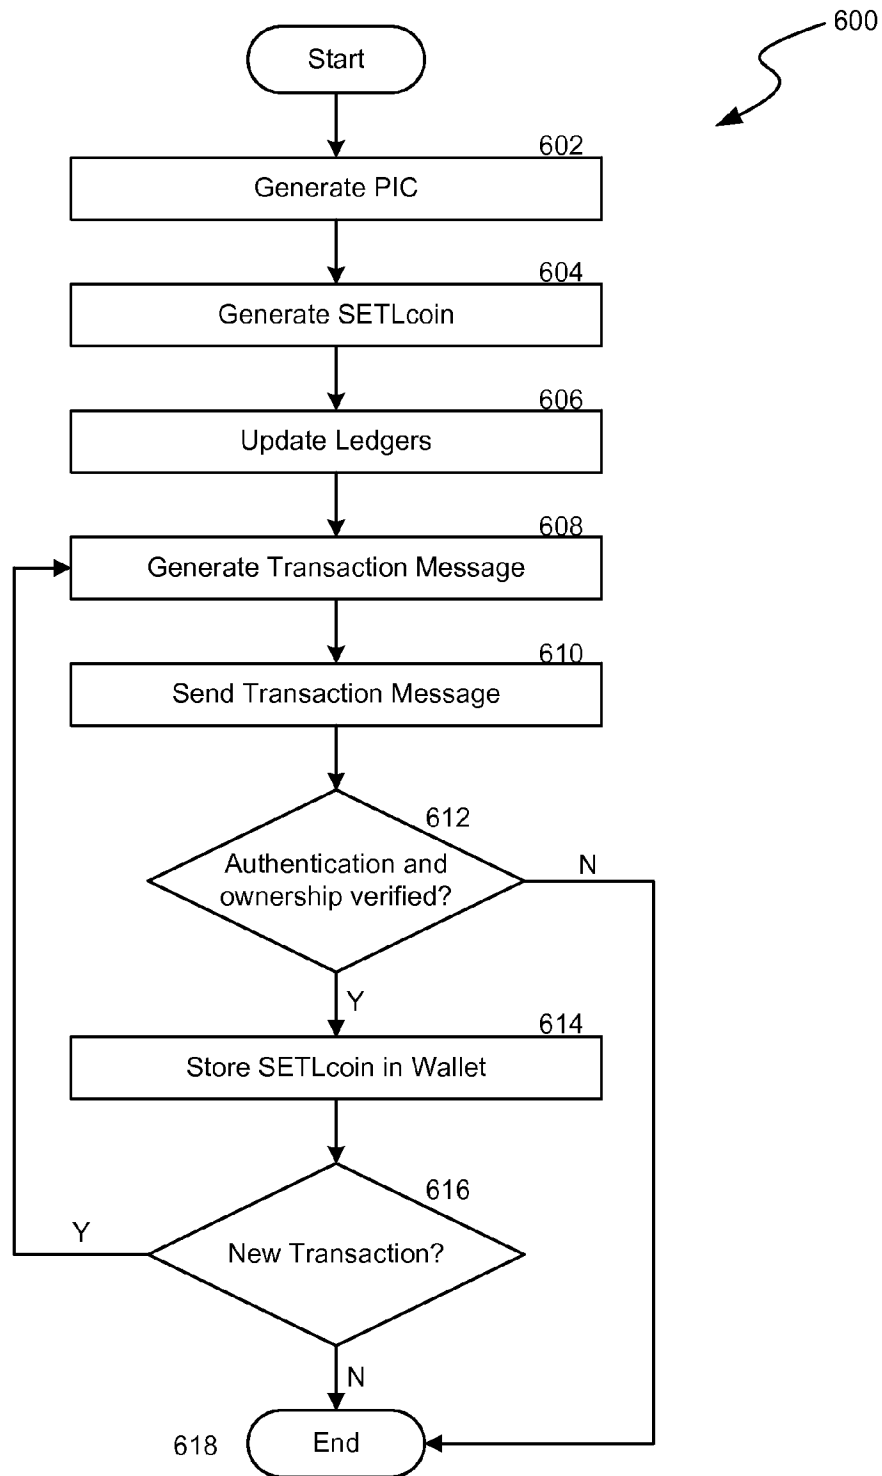 600
Start
602
Generate PIC
604
Generate SETLcoin
606
Update Ledgers
608
Generate Transaction Message
610
Send Transaction Message
612
Authentication and
ownership verified?
N
Y
614
Store SETLcoin in Wallet
616
Y
New Transaction?
N
618
End